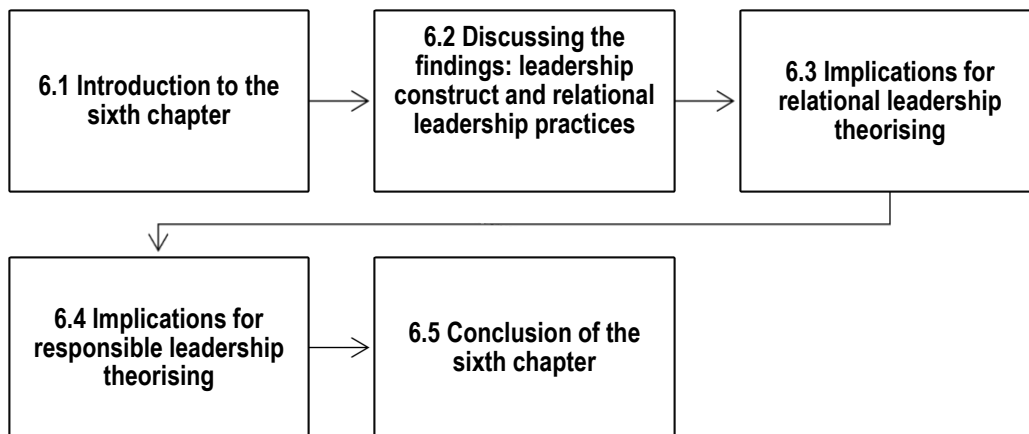 6.1 Introduction to the
sixth chapter
6.2 Discussing the
findings: leadership
construct and relational
leadership practices
6.3 Implications for
relational leadership
theorising
6.4 Implications for
responsible leadership
theorising
6.5 Conclusion of the
sixth chapter